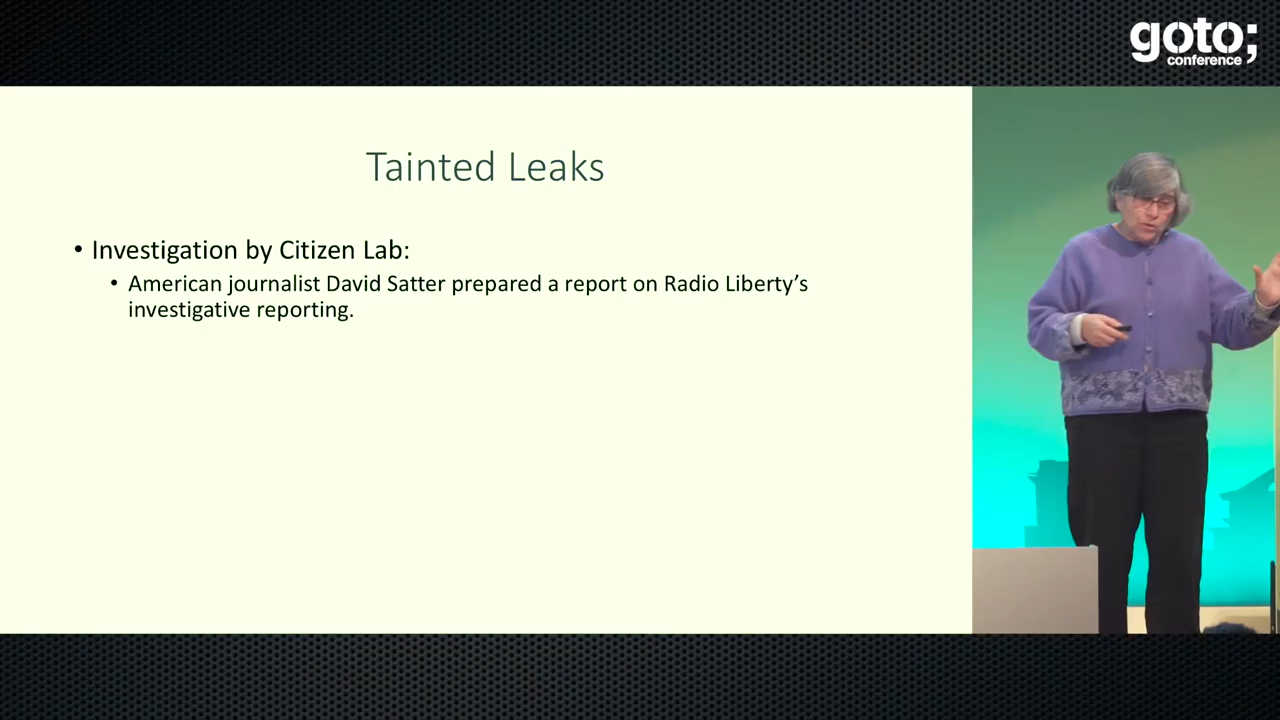 goto;
conference
Tainted Leaks
• Investigation by Citizen Lab:
• American journalist David Satter prepared a report on Radio Liberty’s
investigative reporting.